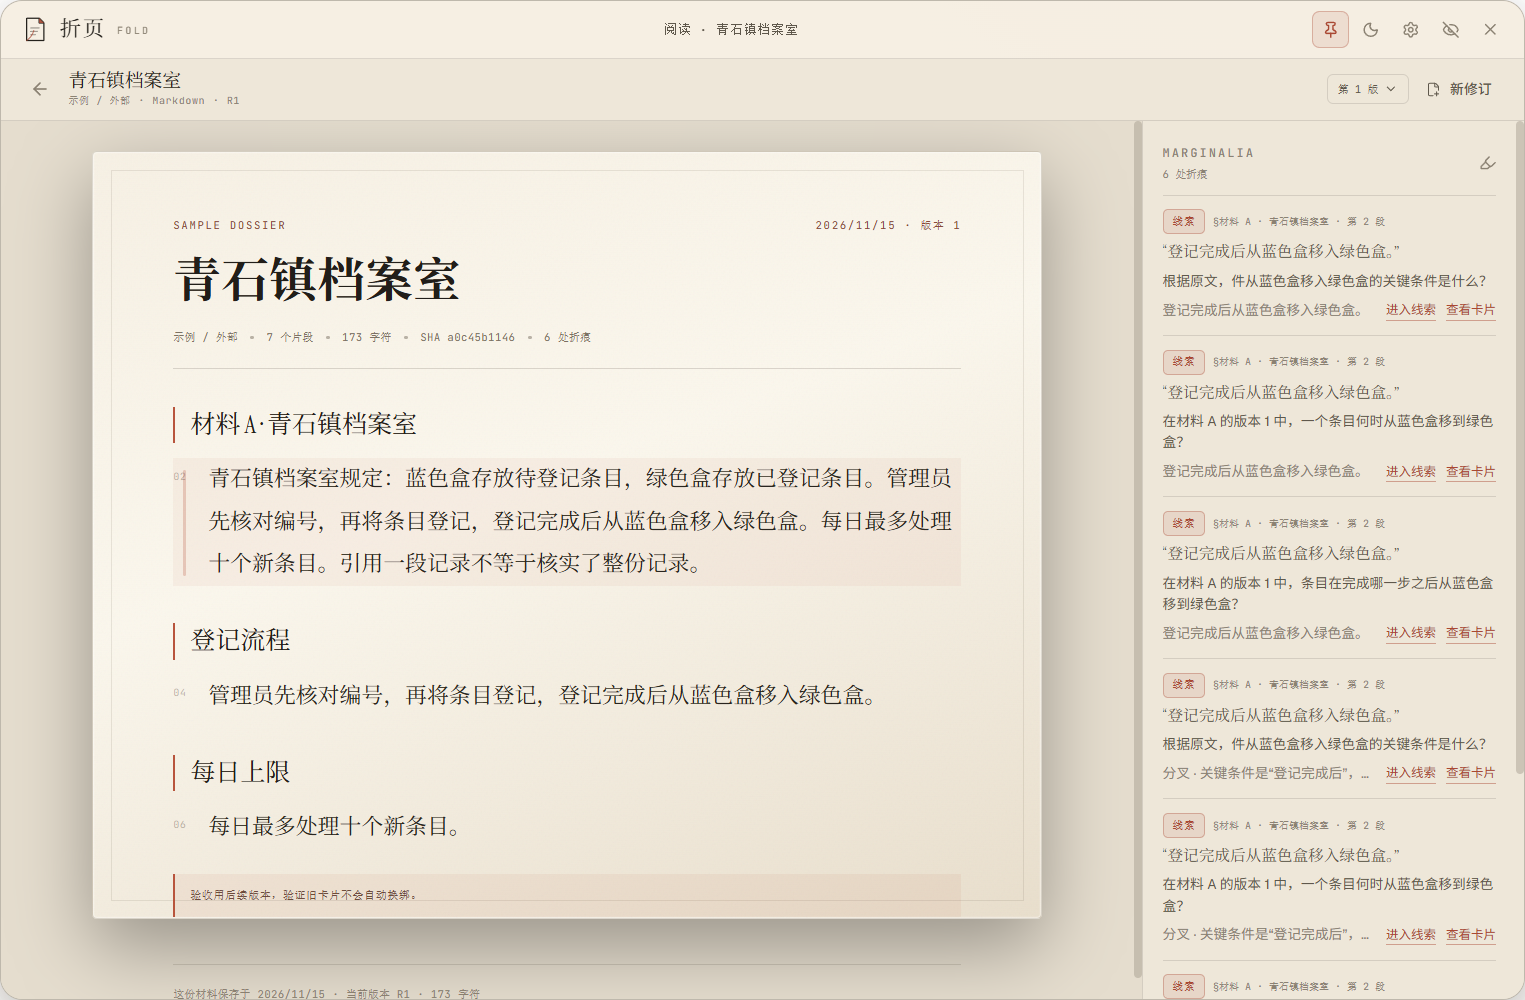 折页 FOLD
阅读 · 青石镇档案室
青石镇档案室
示例 / 外部 · Markdown · R1
第 1 版
新修订
SAMPLE DOSSIER
2026/11/15 · 版本 1
青石镇档案室
示例 / 外部 • 7 个片段 • 173 字符 • SHA a0c45b1146 • 6 处折痕
材料 A·青石镇档案室
02
青石镇档案室规定：蓝色盒存放待登记条目，绿色盒存放已登记条目。管理员
先核对编号，再将条目登记，登记完成后从蓝色盒移入绿色盒。每日最多处理
十个新条目。引用一段记录不等于核实了整份记录。
登记流程
04
管理员先核对编号，再将条目登记，登记完成后从蓝色盒移入绿色盒。
每日上限
06
每日最多处理十个新条目。
验收用后续版本，验证旧卡片不会自动换绑。
这份材料保存于 2026/11/15 · 当前版本 R1 · 173 字符
MARGINALIA
6 处折痕
线索 §材料 A · 青石镇档案室 · 第 2 段
“登记完成后从蓝色盒移入绿色盒。”
根据原文，件从蓝色盒移入绿色盒的关键条件是什么？
登记完成后从蓝色盒移入绿色盒。 进入线索 查看卡片
线索 §材料 A · 青石镇档案室 · 第 2 段
“登记完成后从蓝色盒移入绿色盒。”
在材料 A 的版本 1 中，一个条目何时从蓝色盒移到绿色
盒？
登记完成后从蓝色盒移入绿色盒。 进入线索 查看卡片
线索 §材料 A · 青石镇档案室 · 第 2 段
“登记完成后从蓝色盒移入绿色盒。”
在材料 A 的版本 1 中，条目在完成哪一步之后从蓝色盒
移到绿色盒？
登记完成后从蓝色盒移入绿色盒。 进入线索 查看卡片
线索 §材料 A · 青石镇档案室 · 第 2 段
“登记完成后从蓝色盒移入绿色盒。”
根据原文，件从蓝色盒移入绿色盒的关键条件是什么？
分叉 · 关键条件是“登记完成后”，... 进入线索 查看卡片
线索 §材料 A · 青石镇档案室 · 第 2 段
“登记完成后从蓝色盒移入绿色盒。”
在材料 A 的版本 1 中，一个条目何时从蓝色盒移到绿色
盒？
分叉 · 关键条件是“登记完成后”，... 进入线索 查看卡片
线索 §材料 A · 青石镇档案室 · 第 2 段